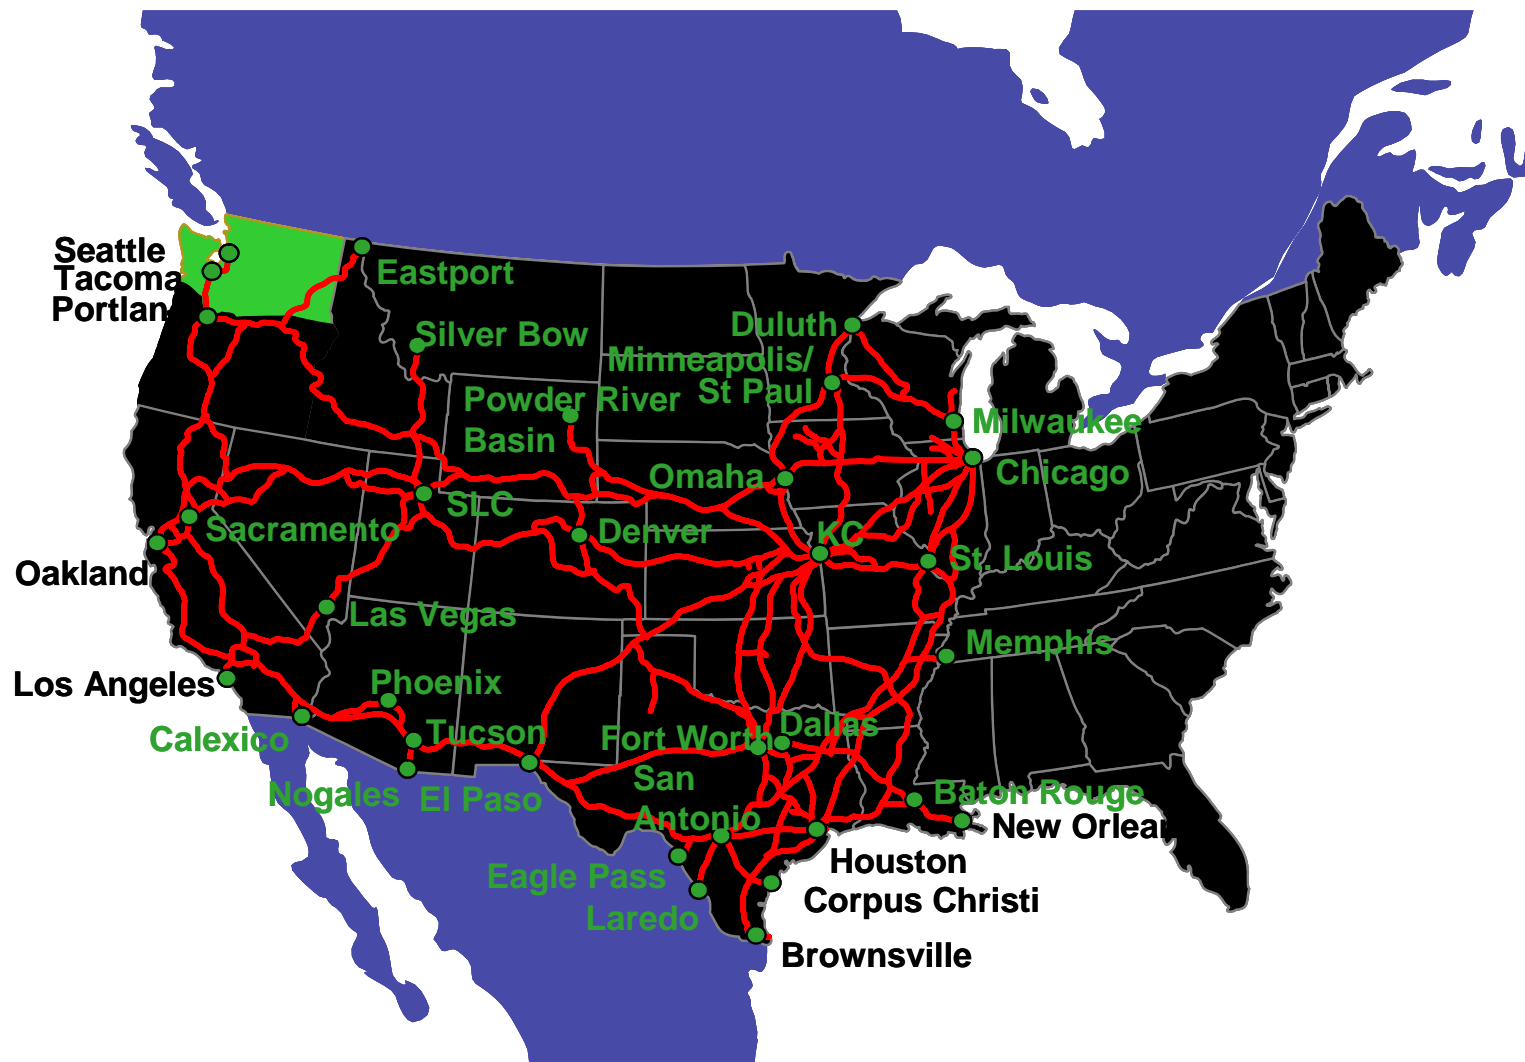 Seattle
Tacoma
Portlan
Eastport
Silver Bow
Duluth
Minneapolis/
St Paul
Powder River
Basin
Milwaukee
Omaha
Chicago
SLC
Sacramento
Denver
KC
St. Louis
Oakland
Las Vegas
Memphis
Los Angeles
Phoenix
Calexico
Tucson
Fort Worth
Dallas
Nogales
El Paso
San
Antonio
Baton Rouge
New Orlear
Houston
Eagle Pass
Corpus Christi
Laredo
Brownsville